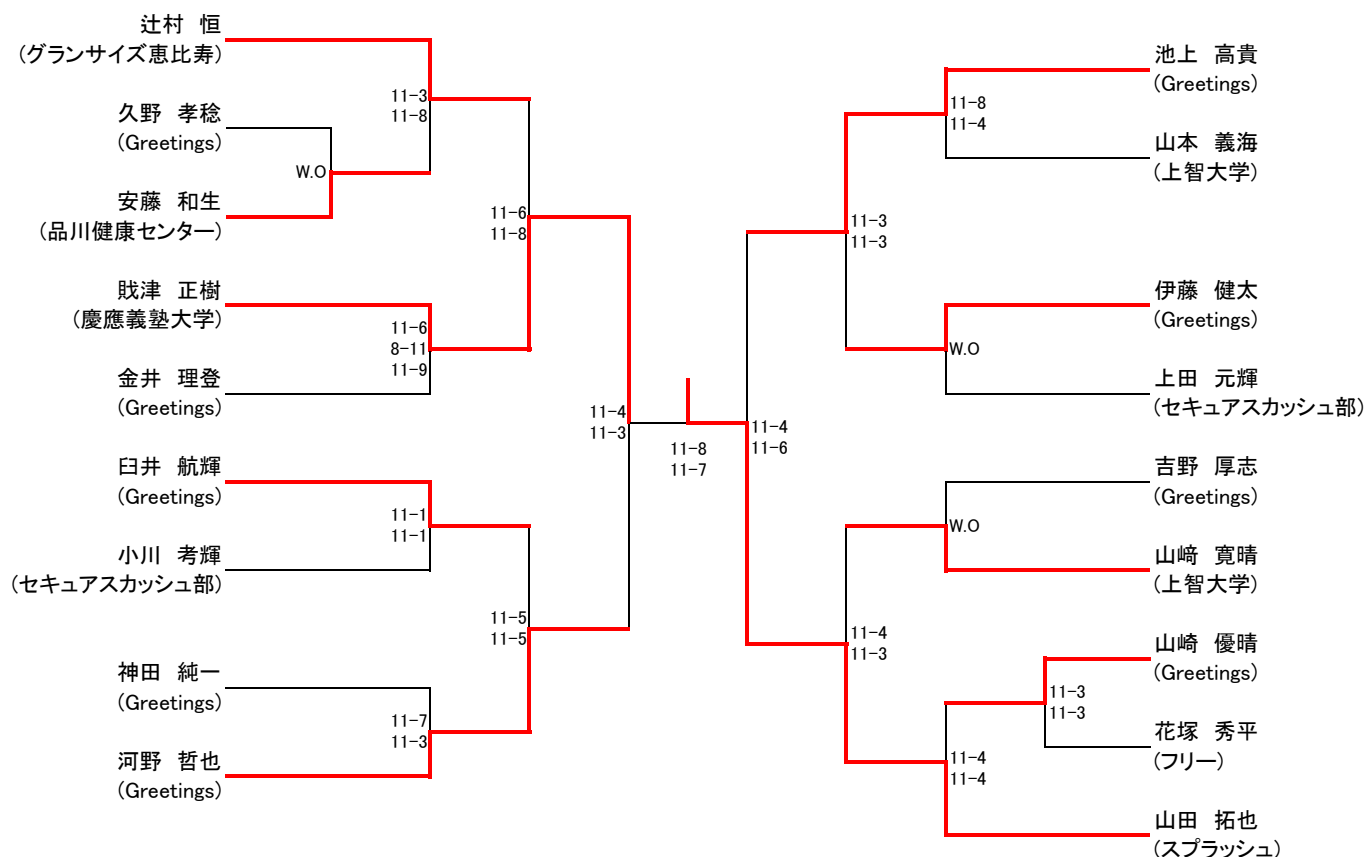 辻村 恒
(グランサイズ恵比寿)
久野 孝稔
(Greetings)
安藤 和生
(品川健康センター)
戝津 正樹
(慶應義塾大学)
金井 理登
(Greetings)
臼井 航輝
(Greetings)
小川 考輝
(セキュアスカッシュ部)
神田 純一
(Greetings)
河野 哲也
(Greetings)
11-3
11-8
W.O
11-6
8-11
11-9
11-1
11-1
11-7
11-3
11-6
11-8
11-5
11-5
11-4
11-3
11-8
11-7
11-4
11-6
11-3
11-3
11-4
11-3
11-8
11-4
W.O
W.O
11-4
11-4
11-3
11-3
池上 高貴
(Greetings)
山本 義海
(上智大学)
伊藤 健太
(Greetings)
上田 元輝
(セキュアスカッシュ部)
吉野 厚志
(Greetings)
山﨑 寛晴
(上智大学)
山崎 優晴
(Greetings)
花塚 秀平
(フリー)
山田 拓也
(スプラッシュ)